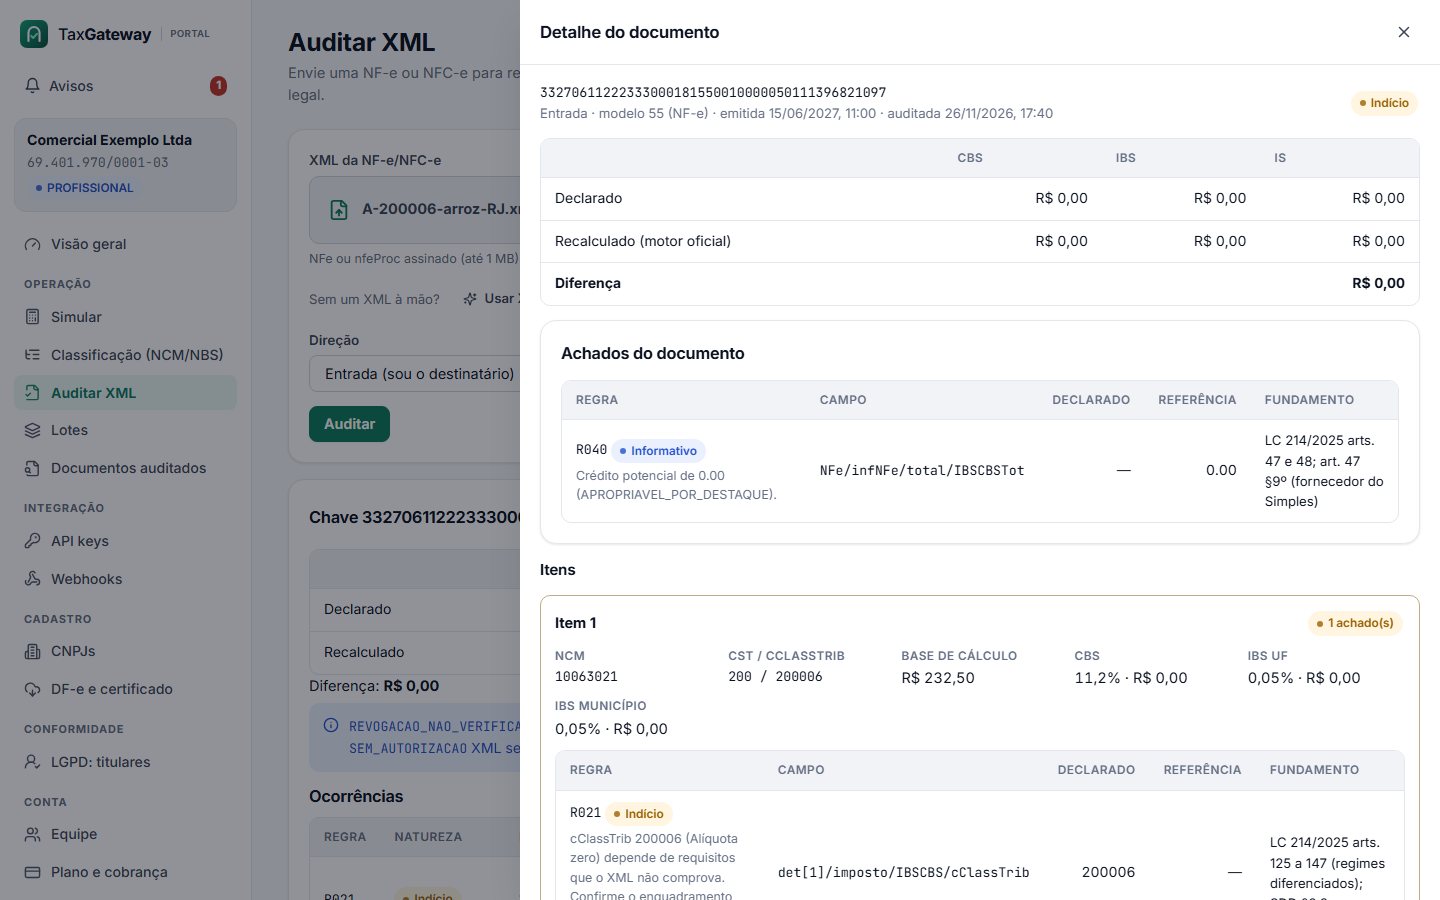 TaxGateway PORTAL
Avisos 1
Comercial Exemplo Ltda
69.401.970/0001-03
PROFISSIONAL
Visão geral
OPERAÇÃO
Simular
Classificação (NCM/NBS)
Auditar XML
Lotes
Documentos auditados
INTEGRAÇÃO
API keys
Webhooks
CADASTRO
CNPJs
DF-e e certificado
CONFORMIDADE
LGPD: titulares
CONTA
Equipe
Plano e cobrança
Auditar XML
Envie uma NF-e ou NFC-e para re
legal.
XML da NF-e/NFC-e
A-200006-arroz-RJ.x
NFe ou nfeProc assinado (até 1 MB)
Sem um XML à mão? Usar
Direção
Entrada (sou o destinatário)
Auditar
Chave 3327061122233300
Declarado
Recalculado
Diferença: R$ 0,00
REVOGACAO_NAO_VERIFICA
SEM_AUTORIZACAO XML se
Ocorrências
REGRA NATUREZA
R021 Indício
Detalhe do documento
33270611222333000181550010000050111396821097
Entrada · modelo 55 (NF-e) · emitida 15/06/2027, 11:00 · auditada 26/11/2026, 17:40
Indício
CBS IBS IS
Declarado R$ 0,00 R$ 0,00 R$ 0,00
Recalculado (motor oficial) R$ 0,00 R$ 0,00 R$ 0,00
Diferença R$ 0,00
Achados do documento
REGRA CAMPO DECLARADO REFERÊNCIA FUNDAMENTO
R040 Informativo
Crédito potencial de 0.00
(APROPRIAVEL_POR_DESTAQUE).
NFe/infNFe/total/IBSCBSTot — 0.00
LC 214/2025 arts.
47 e 48; art. 47
§9º (fornecedor do
Simples)
Itens
Item 1 1 achado(s)
NCM CST / CCLASSTRIB BASE DE CÁLCULO CBS IBS UF
10063021 200 / 200006 R$ 232,50 11,2% · R$ 0,00 0,05% · R$ 0,00
IBS MUNICÍPIO
0,05% · R$ 0,00
REGRA CAMPO DECLARADO REFERÊNCIA FUNDAMENTO
R021 Indício
cClassTrib 200006 (Alíquota
zero) depende de requisitos
que o XML não comprova.
Confirme o enquadramento
det[1]/imposto/IBSCBS/cClassTrib 200006 —
LC 214/2025 arts.
125 a 147 (regimes
diferenciados);